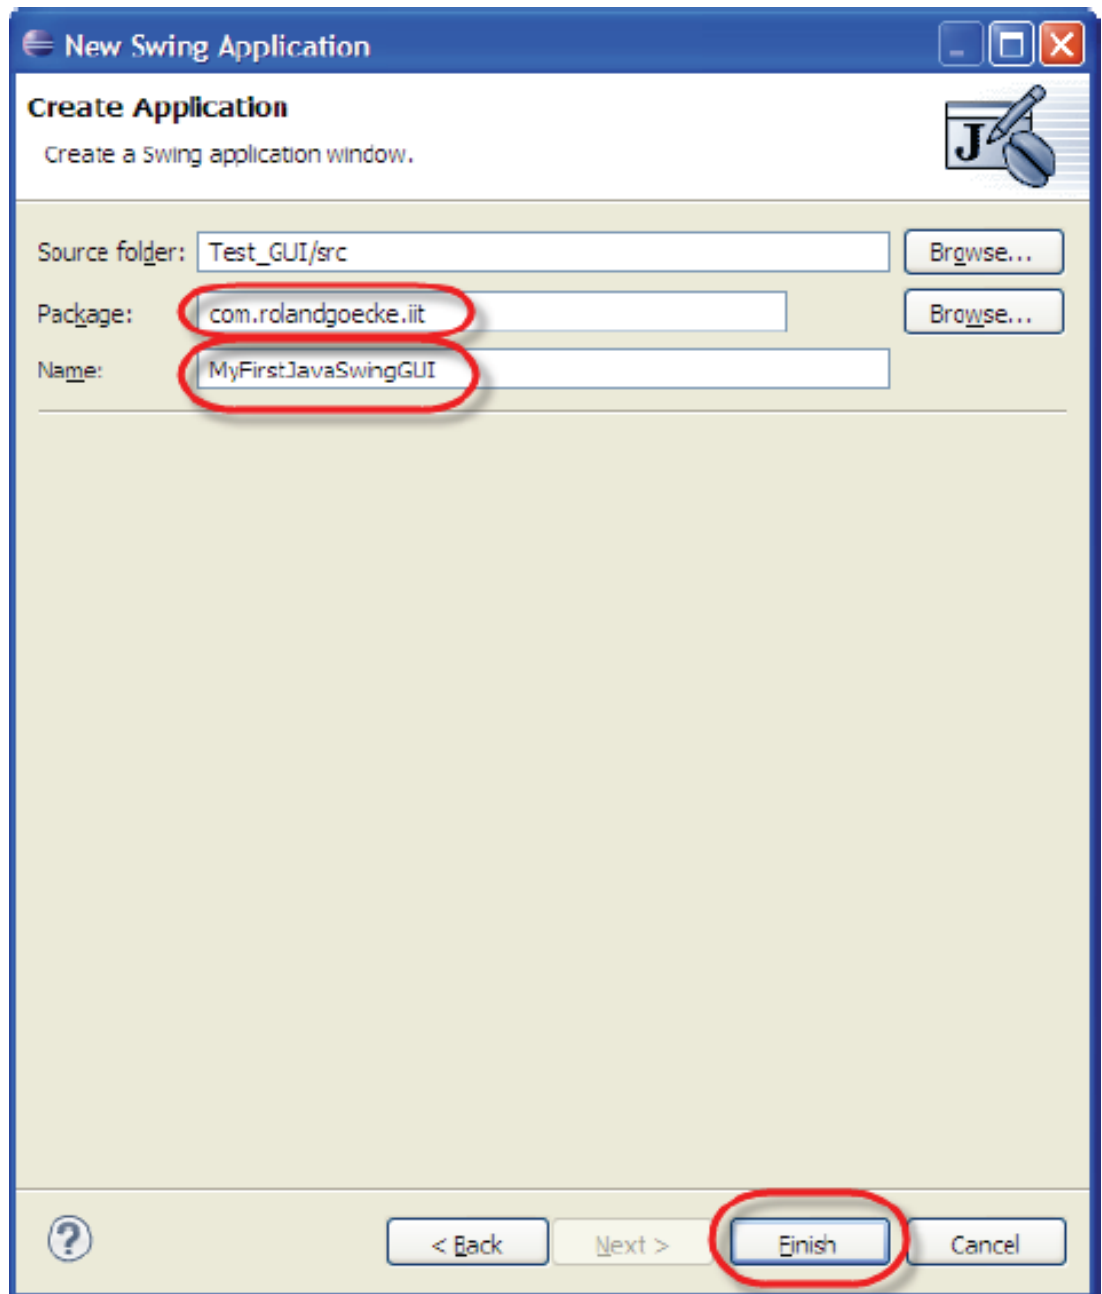 New Swing Application
Create Application
Create a Swing application window.
J
Source folder: Test_GUI/src Browse...
Package: com.rolandgoecke.iit Browse...
Name: MyFirstJavaSwingGUI
? < Back Next > Finish Cancel